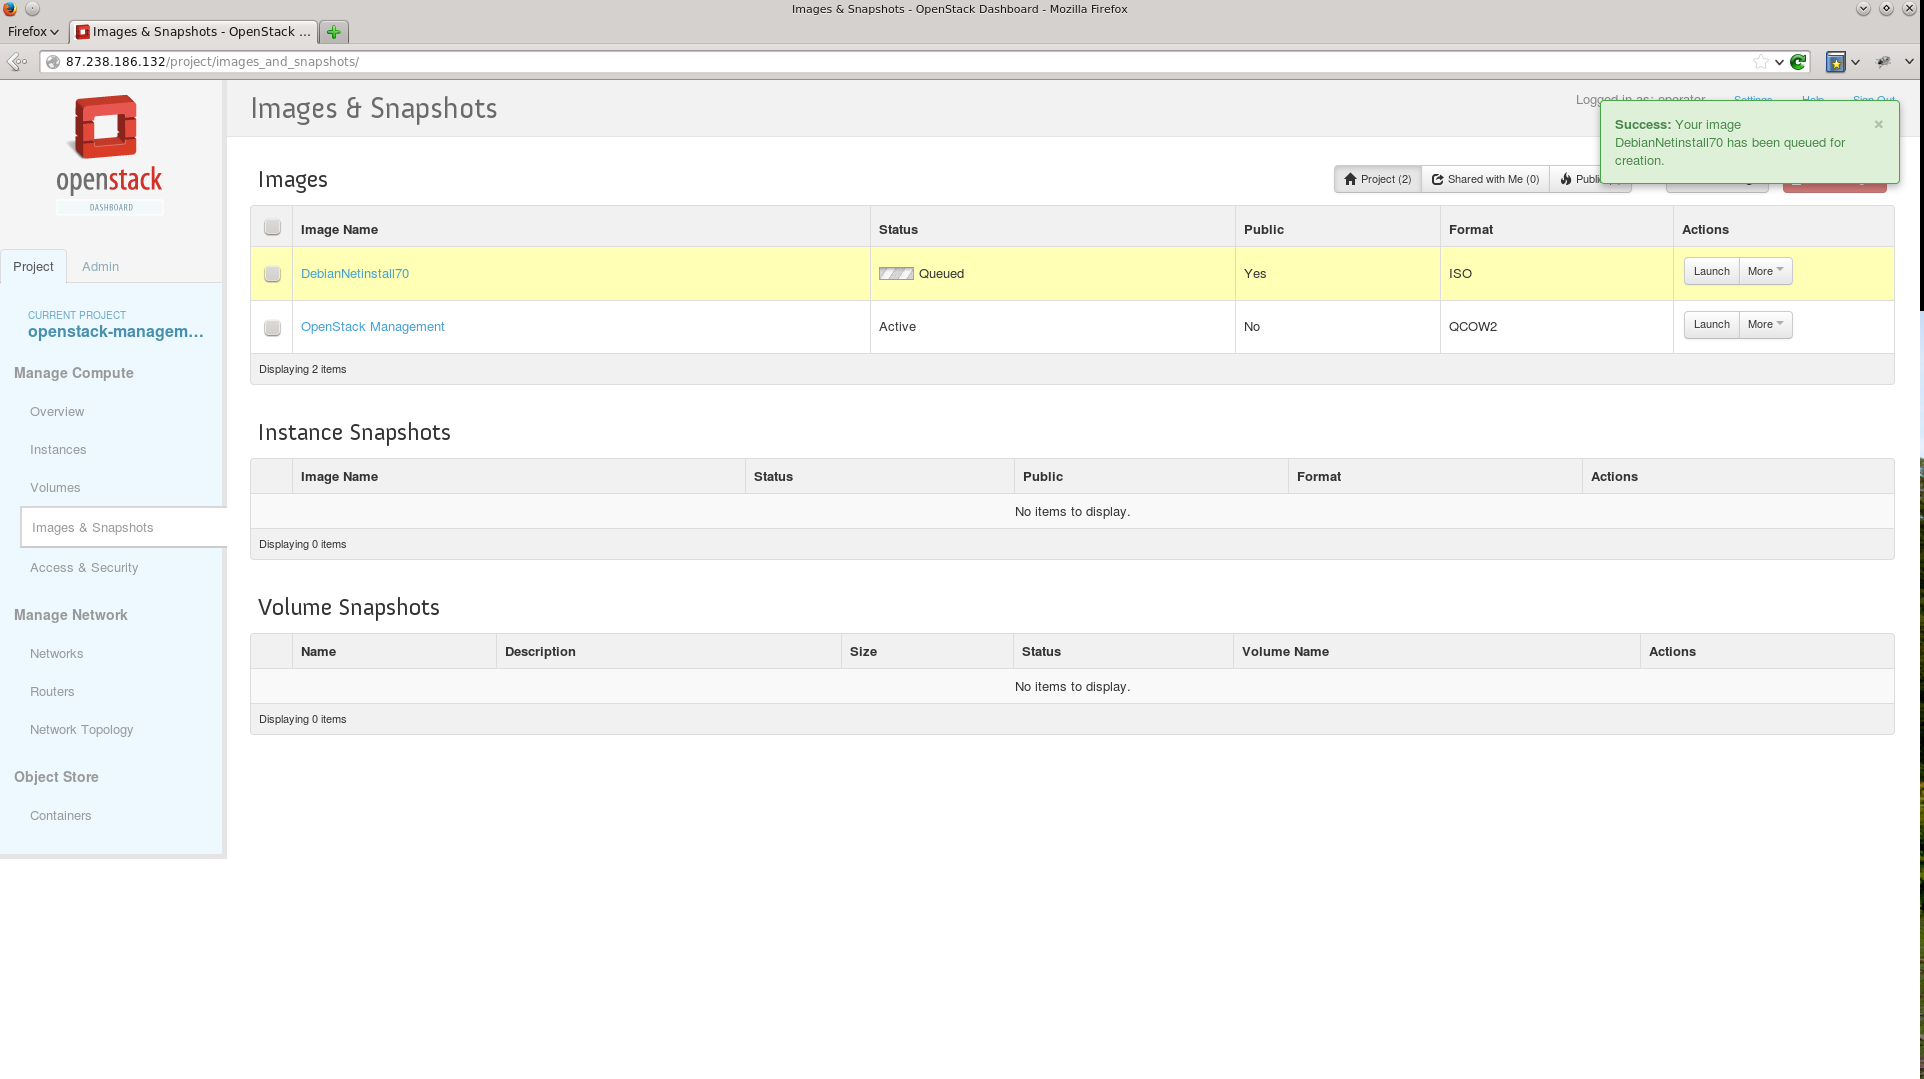 Images & Snapshots - OpenStack Dashboard - Mozilla Firefox
Firefox
Images & Snapshots - OpenStack ...
87.238.186.132/project/images_and_snapshots/
openstack
DASHBOARD
Images & Snapshots
Logged in as: operator Settings Help Sign Out
Success: Your image
DebianNetinstall70 has been queued for
creation.
×
Project Admin
CURRENT PROJECT
openstack-managem...
Manage Compute
Overview
Instances
Volumes
Images & Snapshots
Access & Security
Manage Network
Networks
Routers
Network Topology
Object Store
Containers
Images
Project (2) Shared with Me (0)
Image Name Status Public Format Actions
DebianNetinstall70 Queued Yes ISO Launch More
OpenStack Management Active No QCOW2 Launch More
Displaying 2 items
Instance Snapshots
Image Name Status Public Format Actions
No items to display.
Displaying 0 items
Volume Snapshots
Name Description Size Status Volume Name Actions
No items to display.
Displaying 0 items